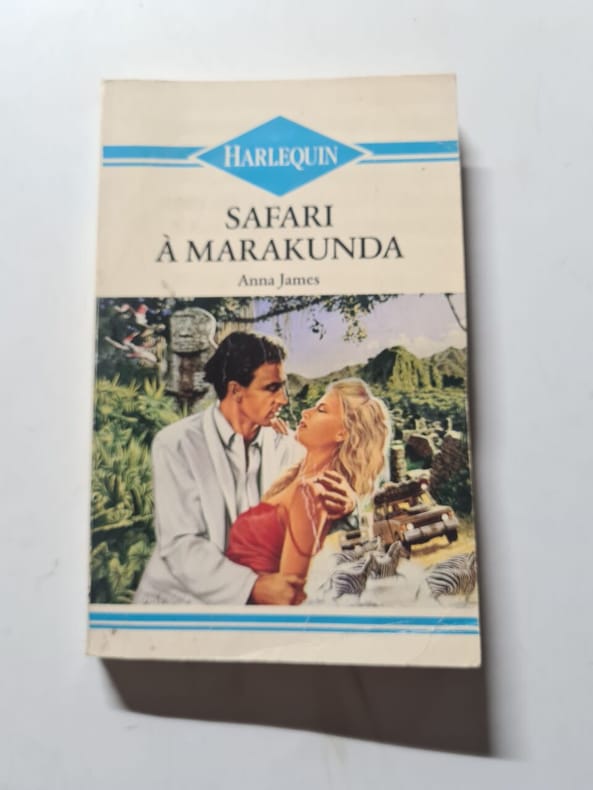 HARLEQUIN
SAFARI
À MARAKUNDA
Anna James